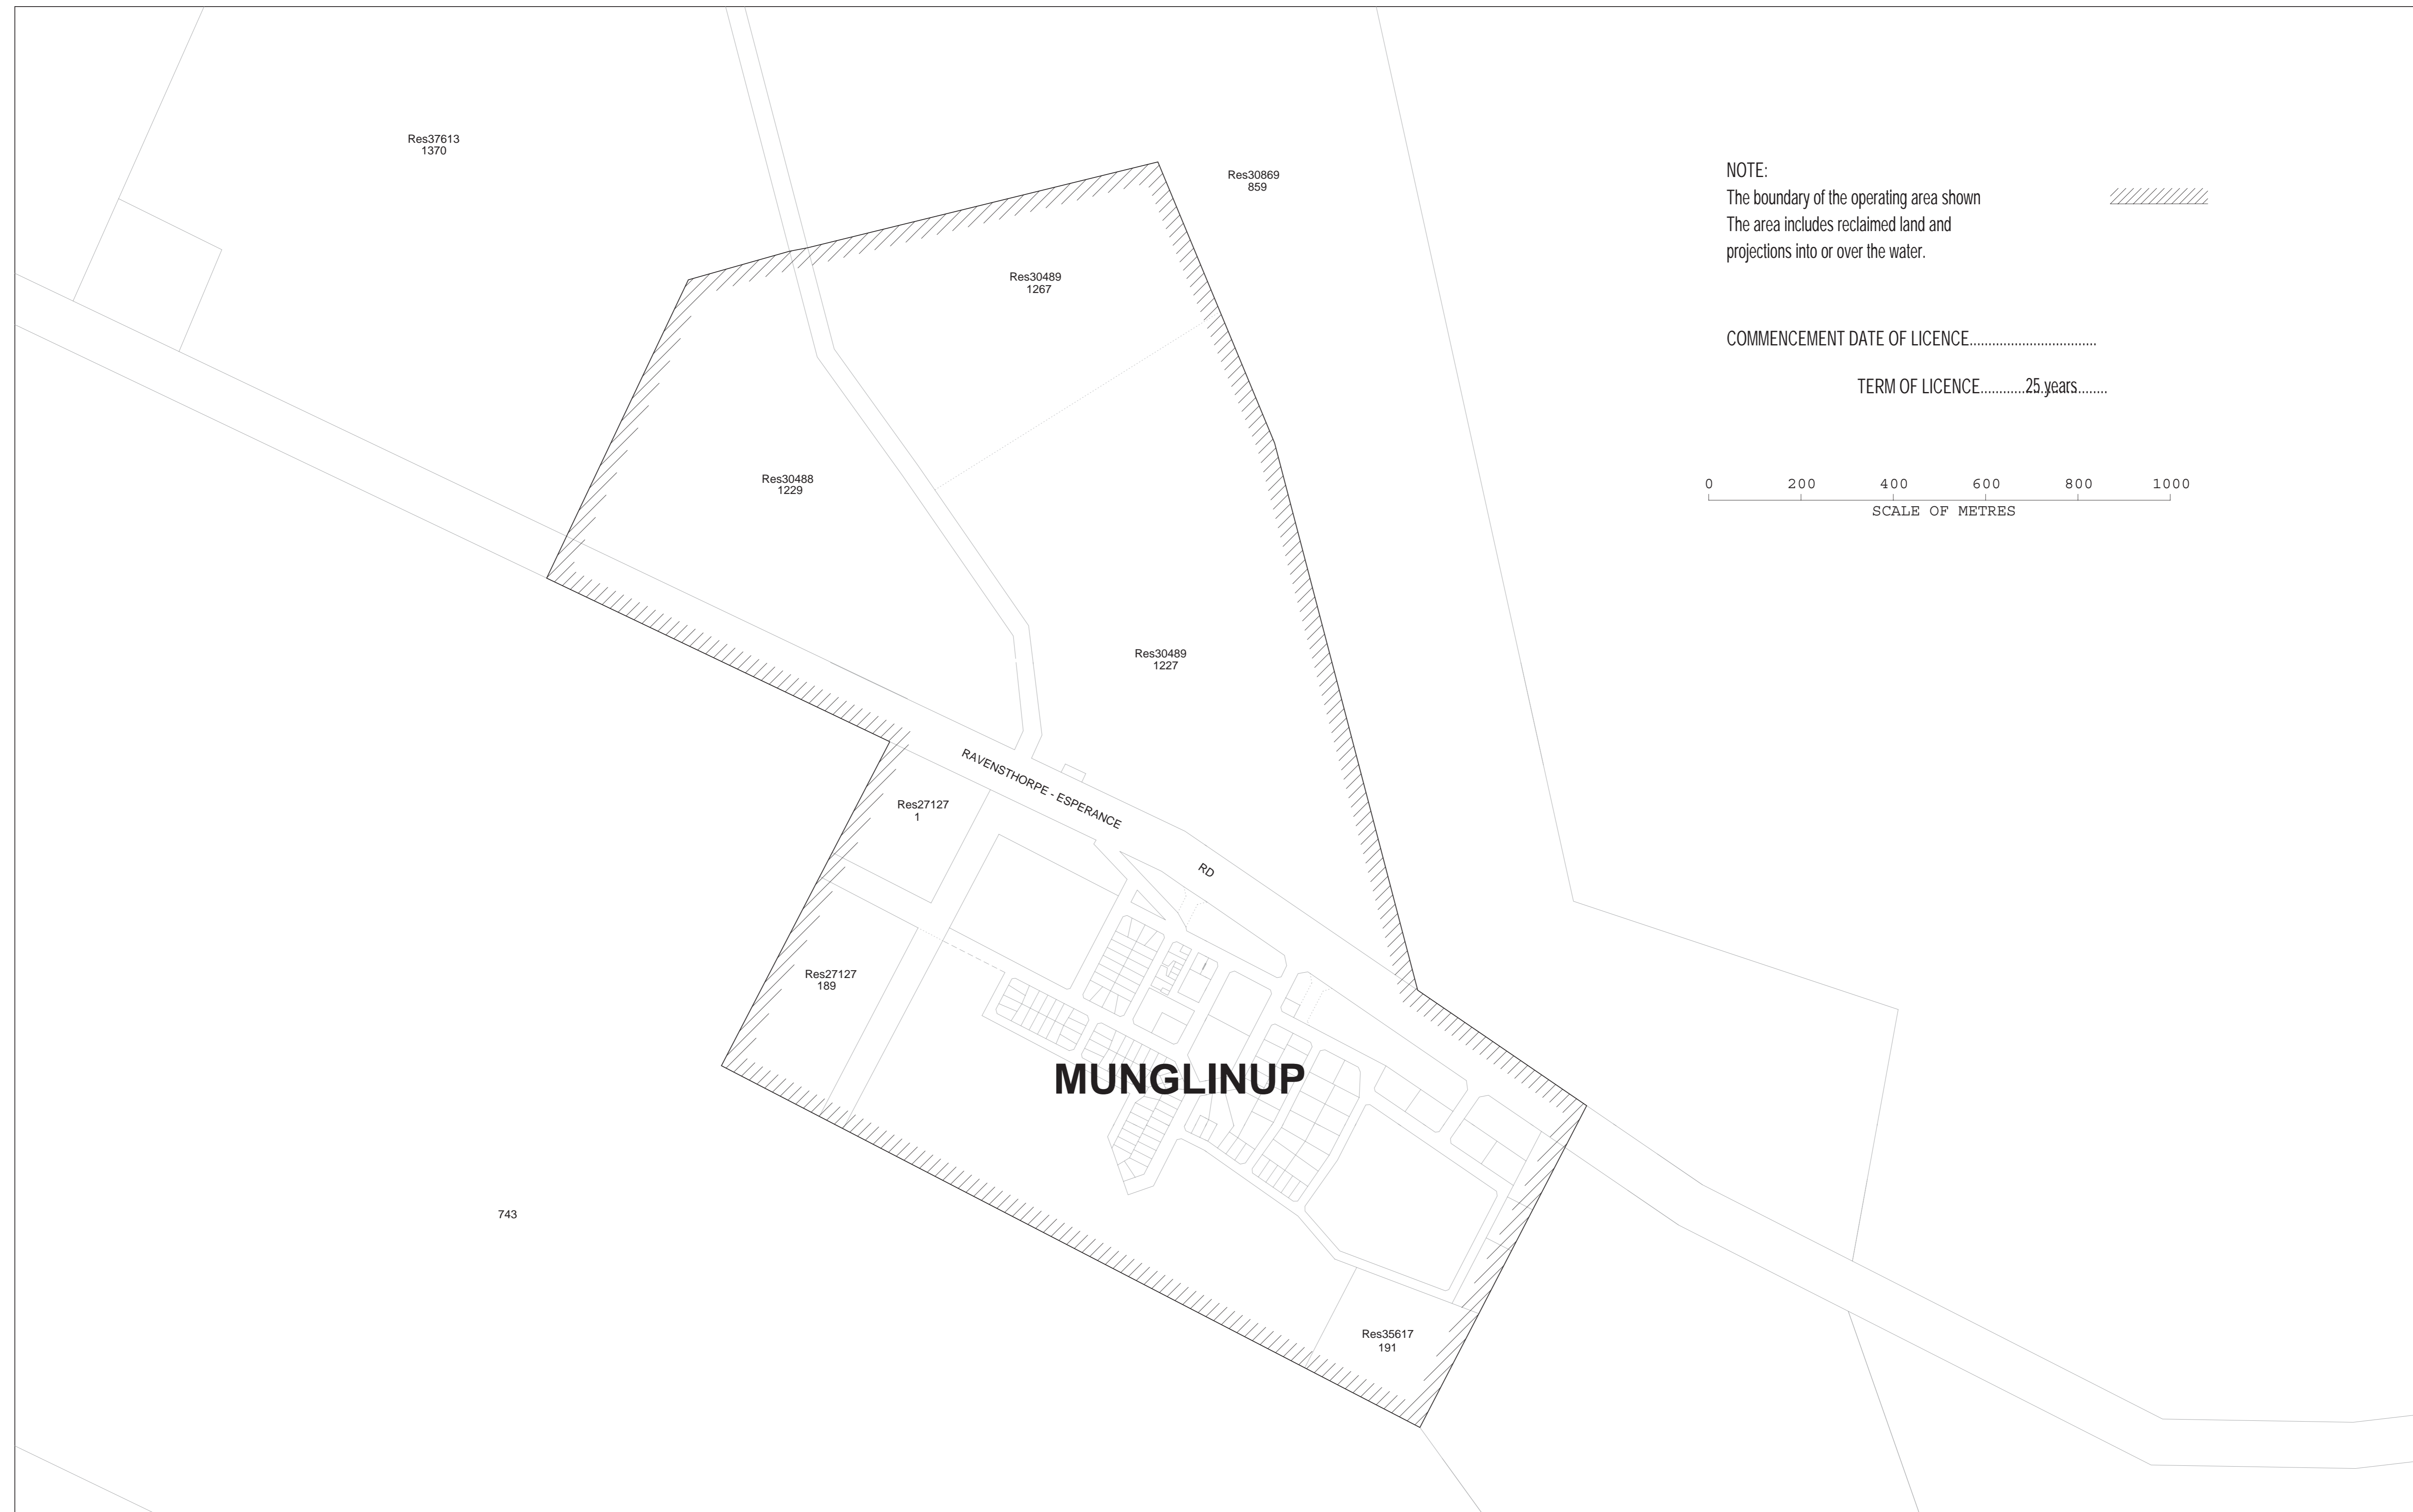 Res37613
1370
Res30869
859
NOTE:
The boundary of the operating area shown
The area includes reclaimed land and
projections into or over the water.
Res30489
1267
COMMENCEMENT DATE OF LICENCE..................................
TERM OF LICENCE............25 years........
Res30488
1229
0 200 400 600 800 1000
SCALE OF METRES
Res30489
1227
RAVENSTHORPE - ESPERANCE
RD
Res27127
1
Res27127
189
MUNGLINUP
743
Res35617
191